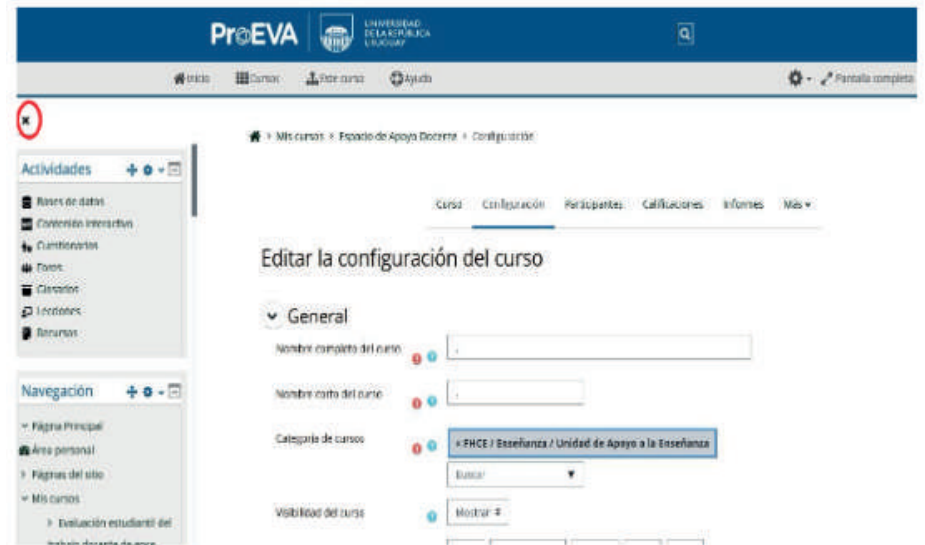 ProEVA
UNIVERSIDAD
DE LA REPÚBLICA
URUGUAY
Inicio Cursos Este curso Ayuda Pantalla completa
Mis cursos Espacio de Apoyo Docente Configuración
Actividades
Bases de datos
Contenido interactivo
Cuestionarios
Foros
Glosarios
Lecciones
Recursos
Curso Configuración Participantes Calificaciones Informes Más
Editar la configuración del curso
General
Nombre completo del curso
Nombre corto del curso
Categoría de cursos × FHCE / Enseñanza / Unidad de Apoyo a la Enseñanza
Buscar
Visibilidad del curso Mostrar
Navegación
Página Principal
Área personal
Páginas del sitio
Mis cursos
Evaluación estudiantil del
trabajo docente de